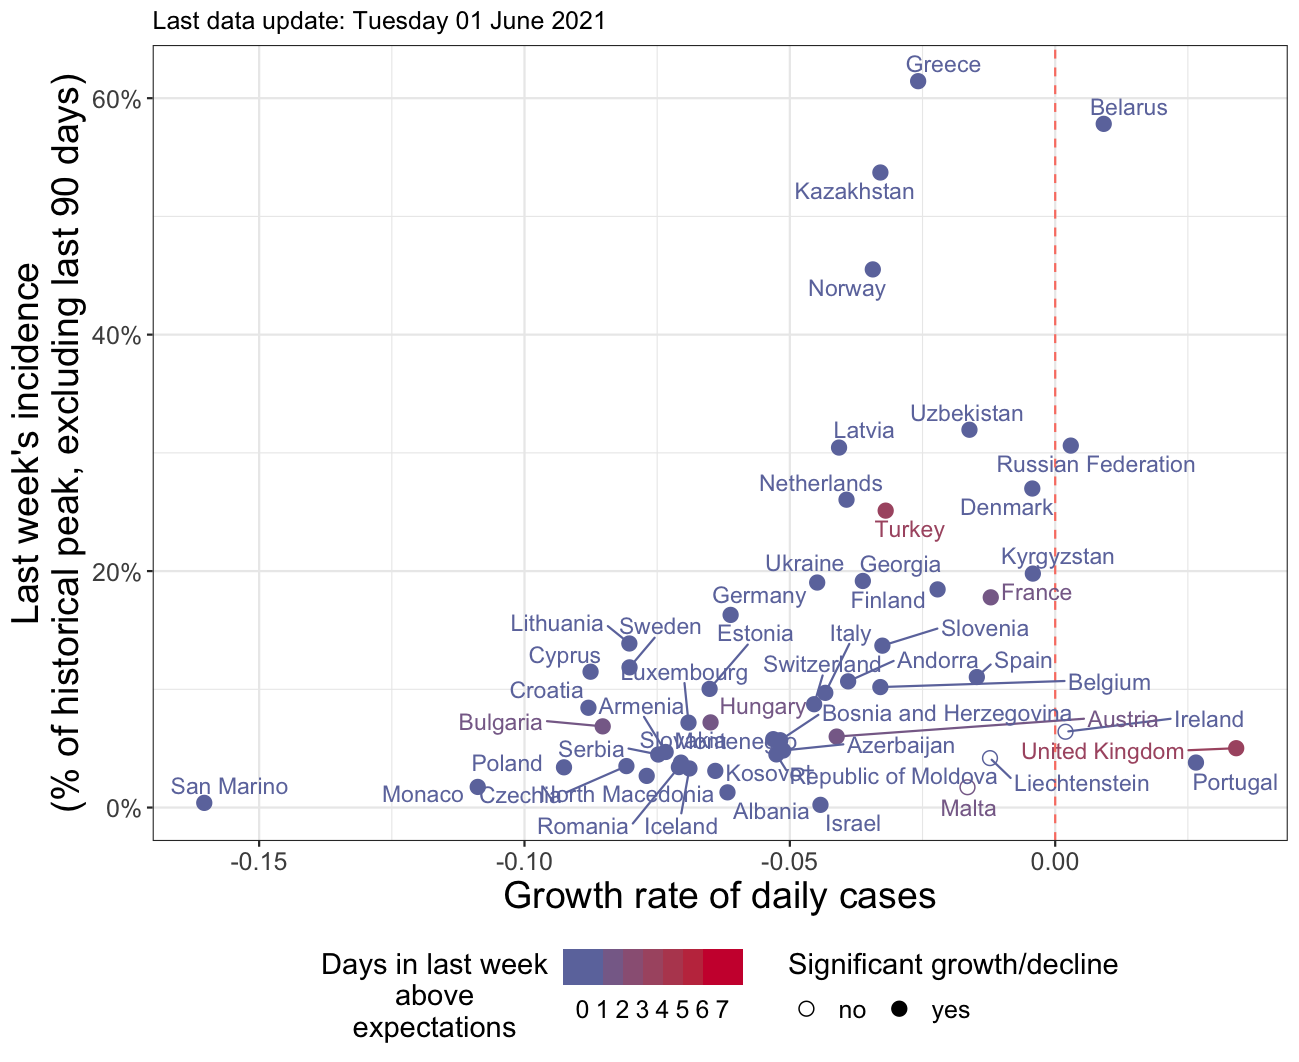 Last data update: Tuesday 01 June 2021
Last week's incidence
(% of historical peak, excluding last 90 days)
60%
40%
20%
0%
Greece
Belarus
Kazakhstan
Norway
Uzbekistan
Latvia
Russian Federation
Netherlands
Denmark
Turkey
Kyrgyzstan
Ukraine
Georgia
France
Germany
Finland
Lithuania
Sweden
Estonia
Italy
Slovenia
Cyprus
Luxembourg
Switzerland
Andorra
Spain
Belgium
Croatia
Armenia
Hungary
Bosnia and Herzegovina
Austria
Ireland
Bulgaria
Serbia
Slovakia
Montenegro
Azerbaijan
United Kingdom
Poland
Kosovo
Republic of Moldova
Liechtenstein
Portugal
San Marino
Monaco
Czechia
North Macedonia
Albania
Malta
Romania
Iceland
Israel
-0.15
-0.10
-0.05
0.00
Growth rate of daily cases
Days in last week
above
expectations
0 1 2 3 4 5 6 7
Significant growth/decline
no
yes